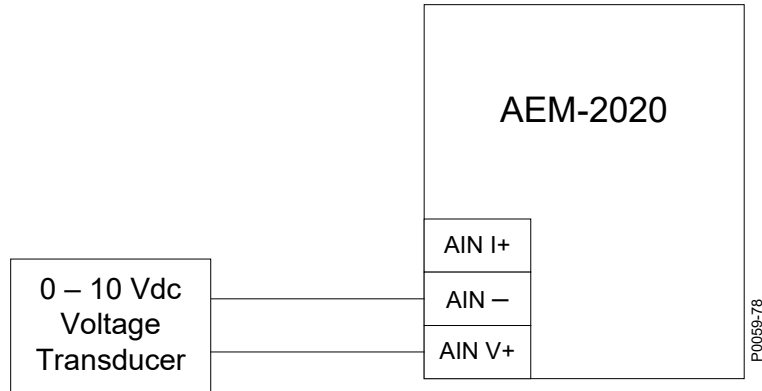 AEM-2020
AIN I+
AIN –
AIN V+
0 – 10 Vdc
Voltage
Transducer
P0059-78